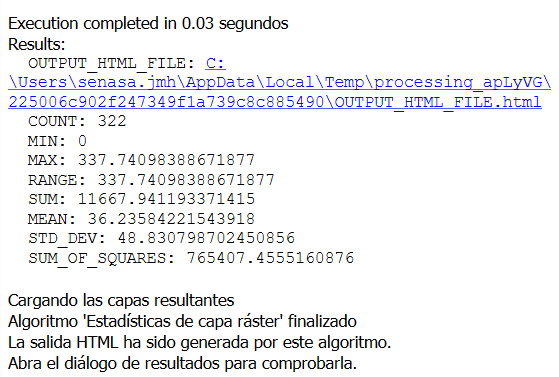 Execution completed in 0.03 segundos
Results:
OUTPUT_HTML_FILE: C:
\Users\senasa.jmh\AppData\Local\Temp\processing_apLyVG\
225006c902f247349f1a739c8c885490\OUTPUT_HTML_FILE.html
COUNT: 322
MIN: 0
MAX: 337.74098388671877
RANGE: 337.74098388671877
SUM: 11667.941193371415
MEAN: 36.23584221543918
STD_DEV: 48.830798702450856
SUM_OF_SQUARES: 765407.4555160876
Cargando las capas resultantes
Algoritmo 'Estadísticas de capa ráster' finalizado
La salida HTML ha sido generada por este algoritmo.
Abra el diálogo de resultados para comprobarla.